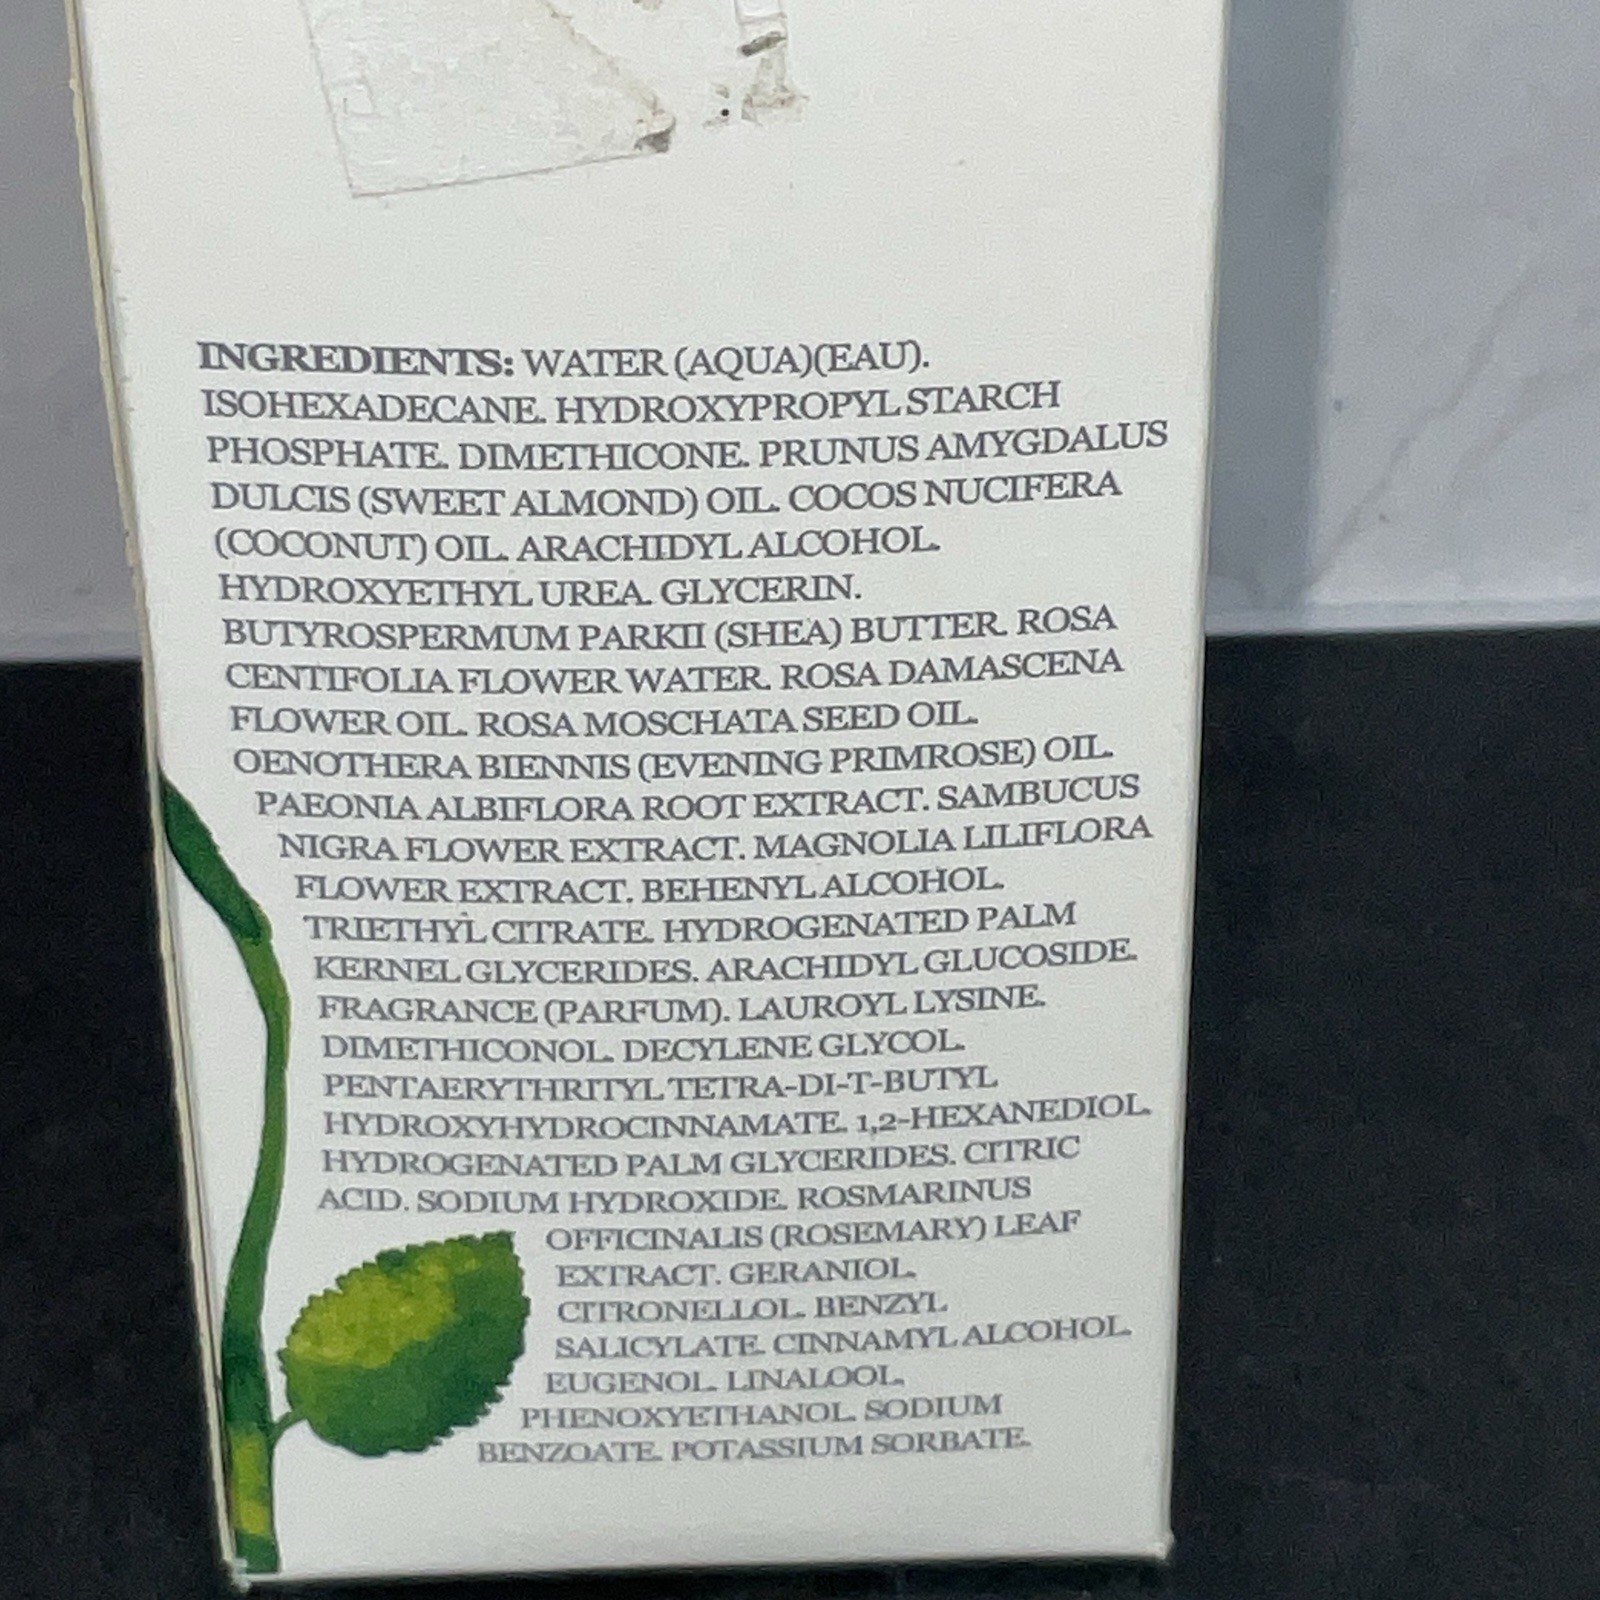 INGREDIENTS: WATER (AQUA)(EAU).
ISOHEXADECANE. HYDROXYPROPYL STARCH
PHOSPHATE. DIMETHICONE. PRUNUS AMYGDALUS
DULCIS (SWEET ALMOND) OIL. COCOS NUCIFERA
(COCONUT) OIL. ARACHIDYL ALCOHOL.
HYDROXYETHYL UREA. GLYCERIN.
BUTYROSPERMUM PARKII (SHEA) BUTTER. ROSA
CENTIFOLIA FLOWER WATER. ROSA DAMASCENA
FLOWER OIL. ROSA MOSCHATA SEED OIL.
OENOTHERA BIENNIS (EVENING PRIMROSE) OIL.
PAEONIA ALBIFLORA ROOT EXTRACT. SAMBUCUS
NIGRA FLOWER EXTRACT. MAGNOLIA LILIFLORA
FLOWER EXTRACT. BEHENYL ALCOHOL.
TRIETHYL CITRATE. HYDROGENATED PALM
KERNEL GLYCERIDES. ARACHIDYL GLUCOSIDE.
FRAGRANCE (PARFUM). LAUROYL LYSINE.
DIMETHICONOL. DECYLENE GLYCOL.
PENTAERYTHRITYL TETRA-DI-T-BUTYL
HYDROXYHYDROCINNAMATE. 1,2-HEXANEDIOL.
HYDROGENATED PALM GLYCERIDES. CITRIC
ACID. SODIUM HYDROXIDE. ROSMARINUS
OFFICINALIS (ROSEMARY) LEAF
EXTRACT. GERANIOL.
CITRONELLOL. BENZYL
SALICYLATE. CINNAMYL ALCOHOL.
EUGENOL. LINALOOL.
PHENOXYETHANOL. SODIUM
BENZOATE. POTASSIUM SORBATE.